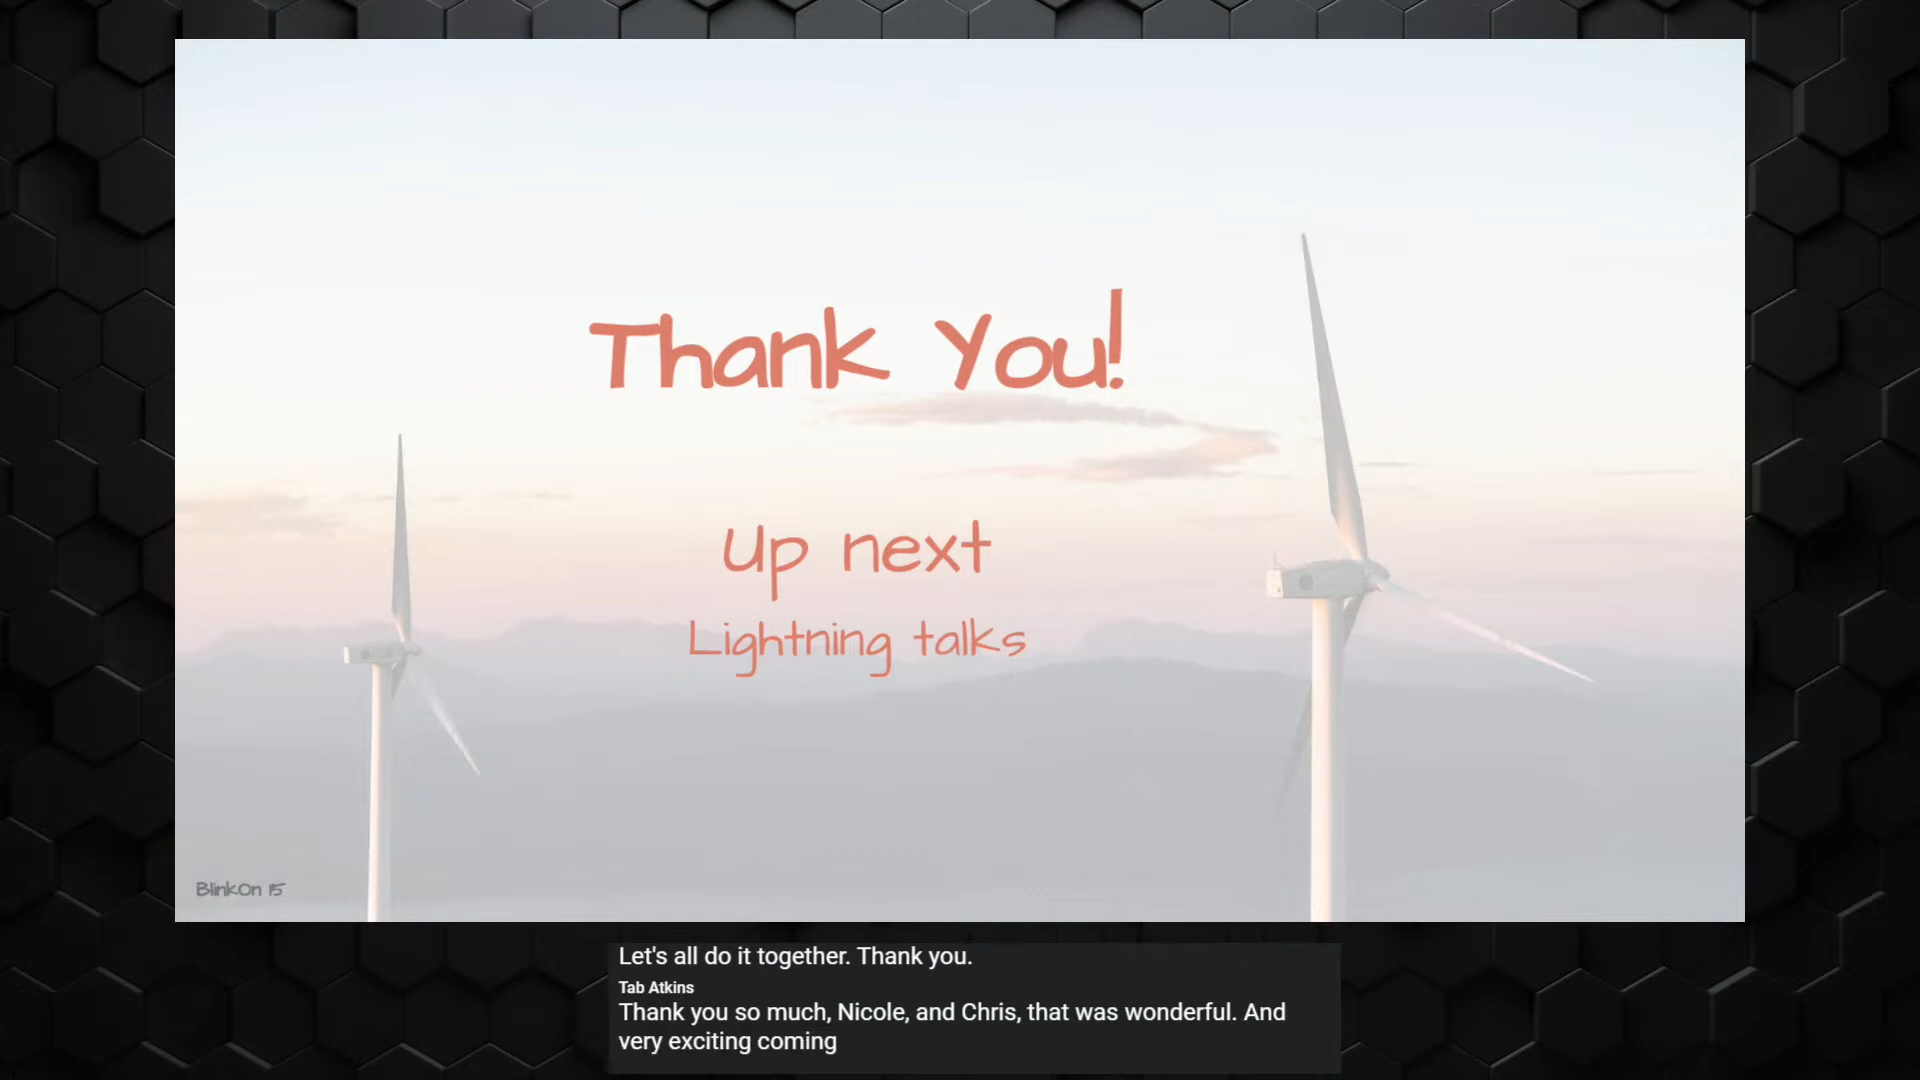 Thank You!
Up next
Lightning talks
BlinkOn 15
Let's all do it together. Thank you.
Tab Atkins
Thank you so much, Nicole, and Chris, that was wonderful. And
very exciting coming